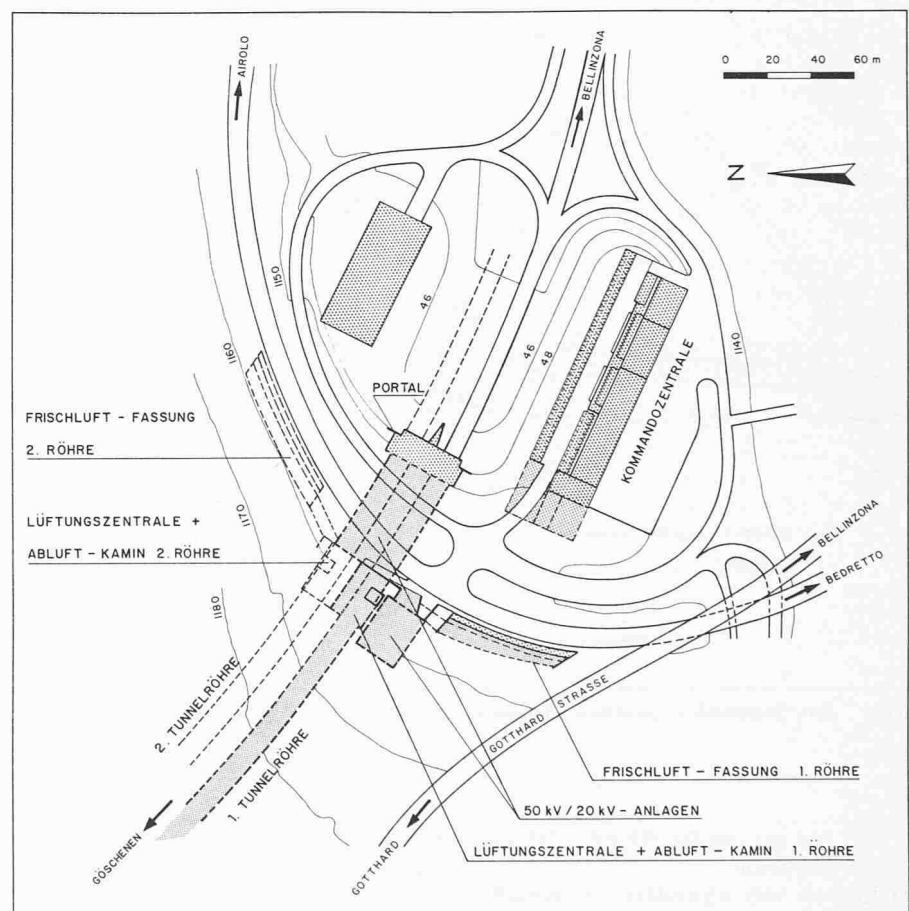 AIROLO
BELLINZONA
0 20 40 60 m
N
1150
46
1160
46
48
1140
PORTAL
KOMMANDOZENTRALE
FRISCHLUFT - FASSUNG
2. RÖHRE
1170
LÜFTUNGSZENTRALE +
ABLUFT - KAMIN 2. RÖHRE
BELLINZONA
BEDRETTO
1180
2. TUNNELRÖHRE
1. TUNNELRÖHRE
GOTTHARD STRASSE
FRISCHLUFT - FASSUNG 1. RÖHRE
50 kV / 20 kV - ANLAGEN
LÜFTUNGSZENTRALE + ABLUFT - KAMIN 1. RÖHRE
GÖSCHENEN
GOTTHARD